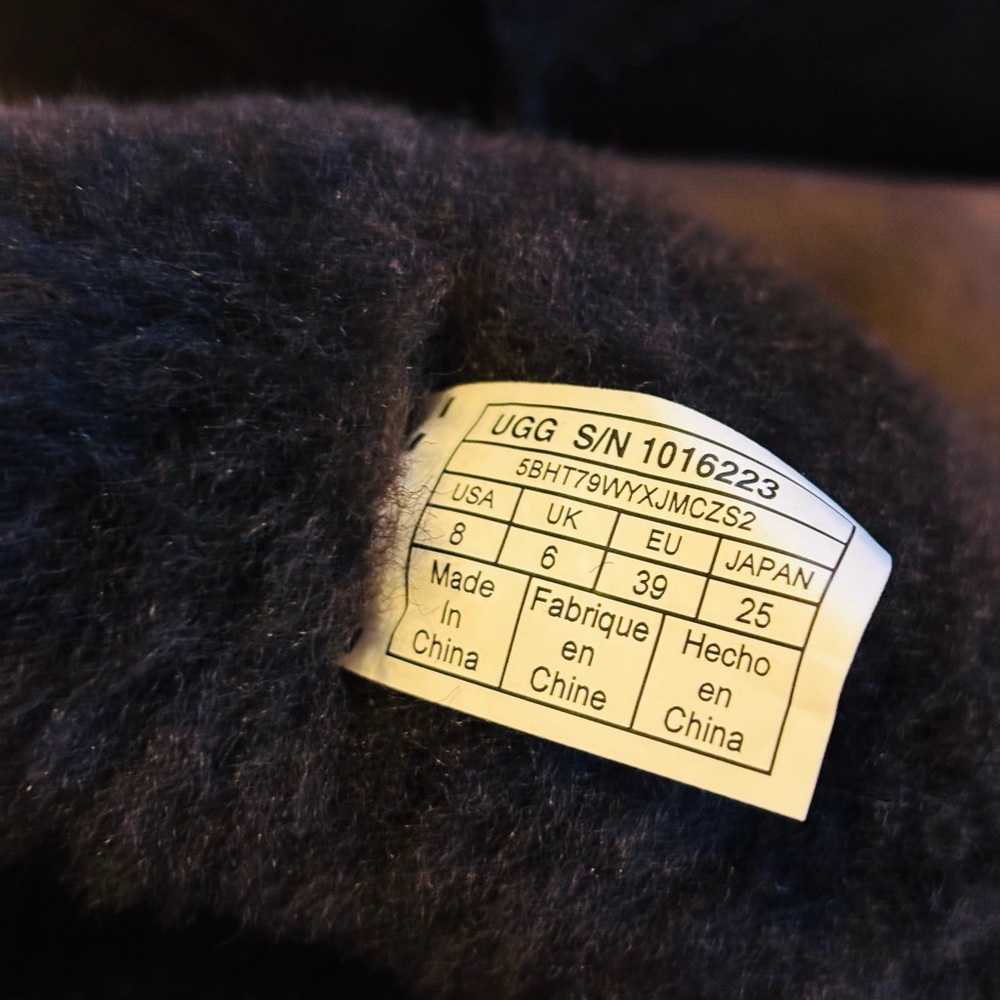 UGG S/N 1016223
5BHT79WYXJMCZS2
USA UK EU JAPAN
8 6 39 25
Made In China
Fabrique en Chine
Hecho en China